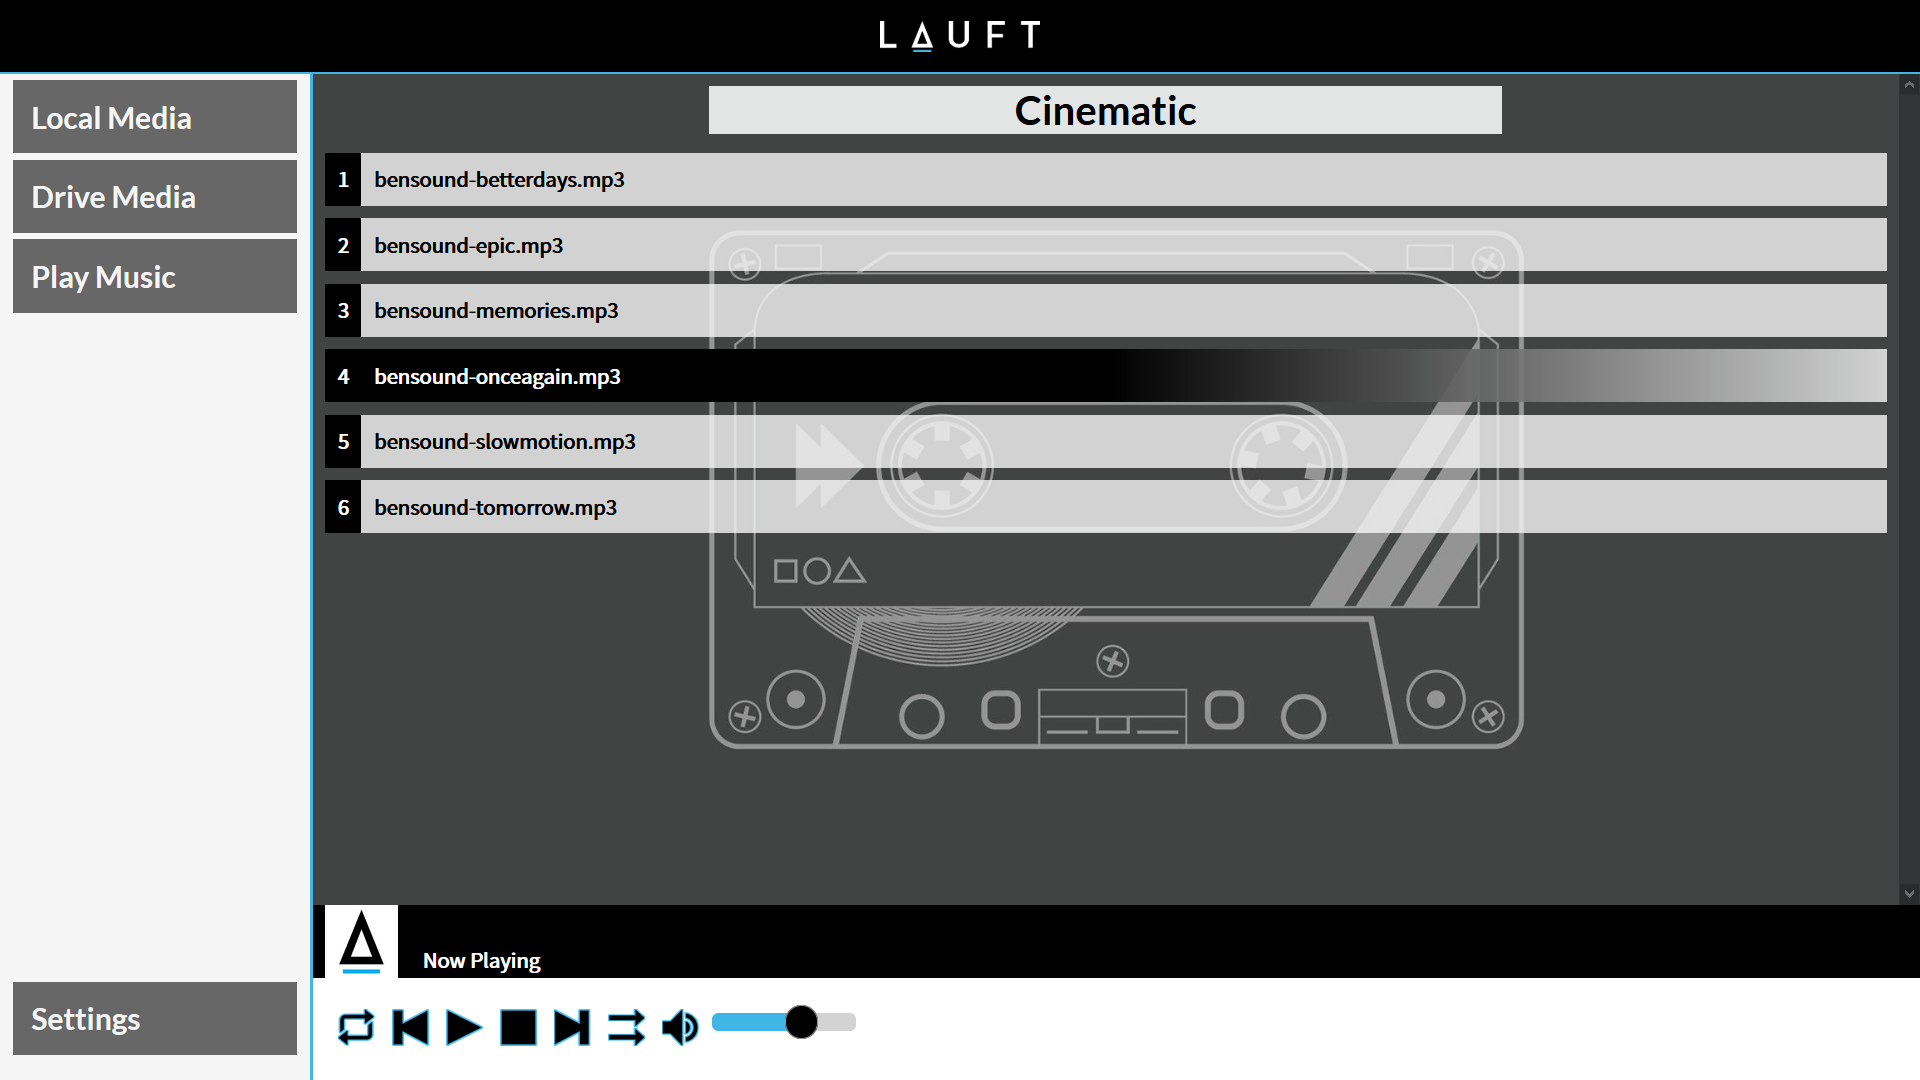 LAUFT
Local Media
Drive Media
Play Music
Settings
Cinematic
1 bensound-betterdays.mp3
2 bensound-epic.mp3
3 bensound-memories.mp3
4 bensound-onceagain.mp3
5 bensound-slowmotion.mp3
6 bensound-tomorrow.mp3
Now Playing